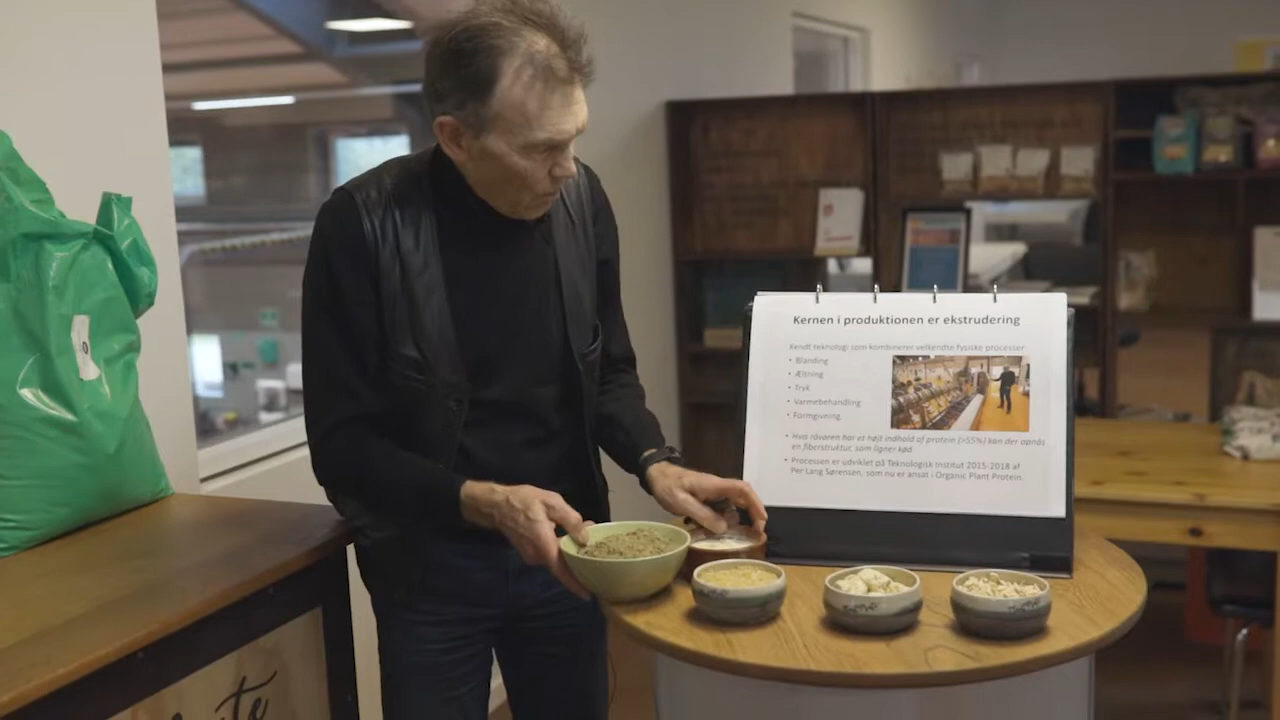 Kernen i produktionen er ekstrudering
Kendt teknologi som kombinerer velkendte fysiske processer
• Blanding
• Æltning
• Tryk
• Varmebehandling
• Formgivning
• Hvis råvaren har et højt indhold af protein (>55%) kan der opnås
en fiberstruktur, som ligner kød
• Processen er udviklet på Teknologisk Institut 2015-2018 af
Per Lang Sørensen, som nu er ansat i Organic Plant Protein.